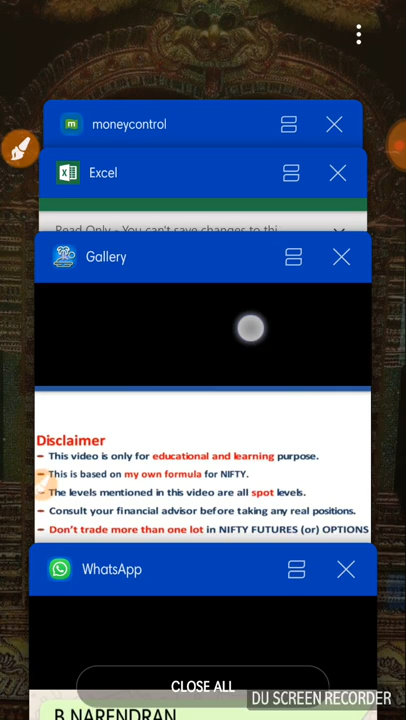 moneycontrol
Excel
Read Only - You can't save changes to thi
Gallery
Disclaimer
– This video is only for educational and learning purpose.
– This is based on my own formula for NIFTY.
– The levels mentioned in this video are all spot levels.
– Consult your financial advisor before taking any real positions.
– Don't trade more than one lot in NIFTY FUTURES (or) OPTIONS
WhatsApp
CLOSE ALL
DU SCREEN RECORDER
B NARENDRAN